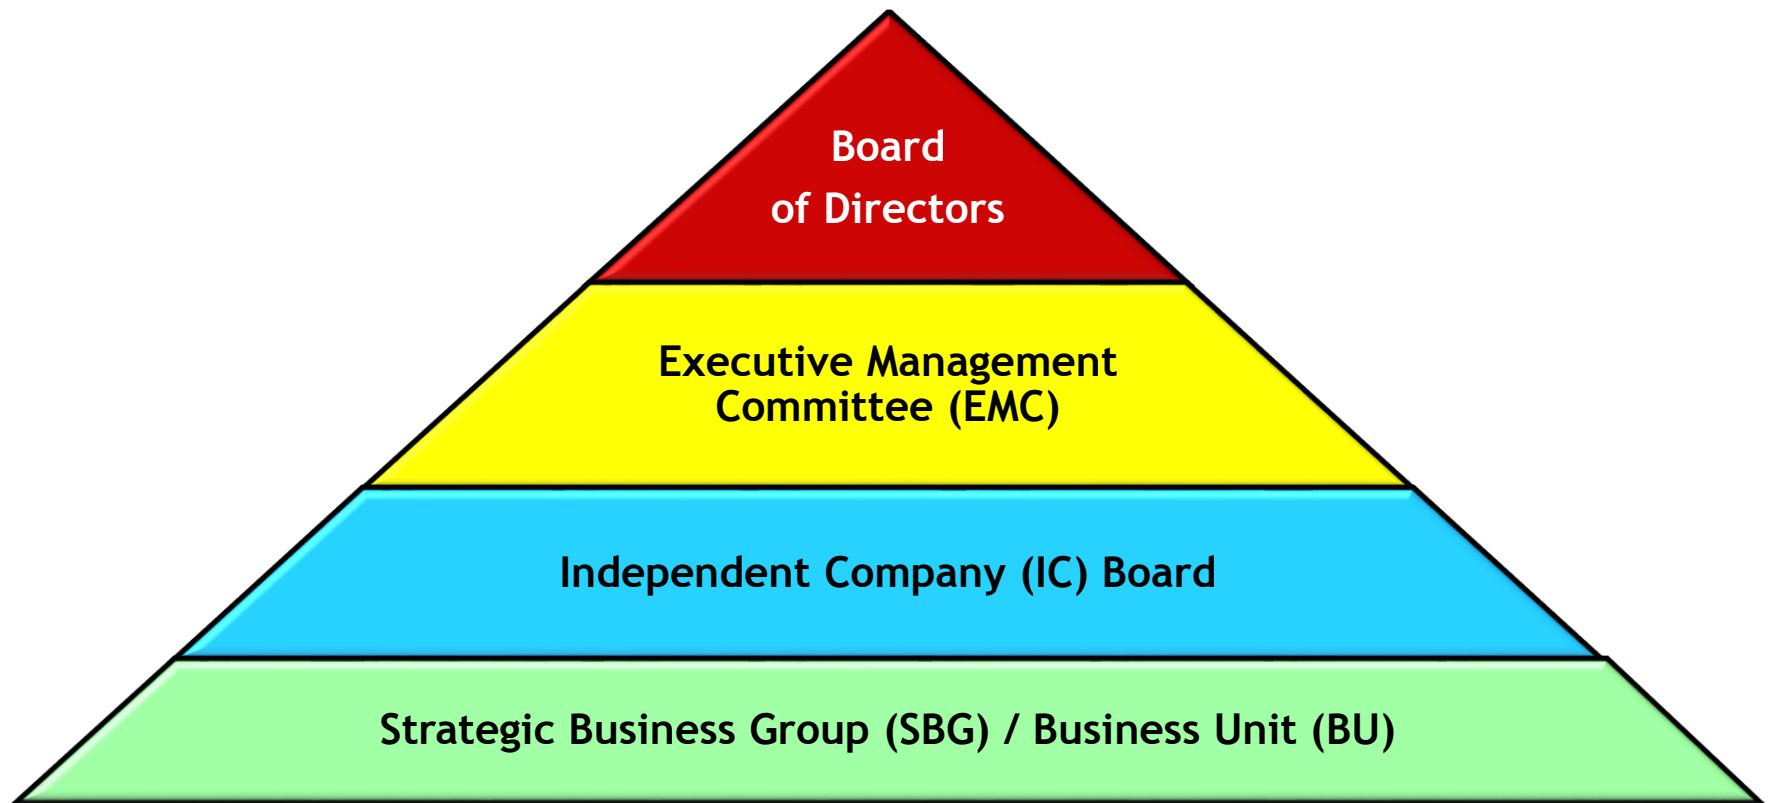 Board
of Directors
Executive Management
Committee (EMC)
Independent Company (IC) Board
Strategic Business Group (SBG) / Business Unit (BU)